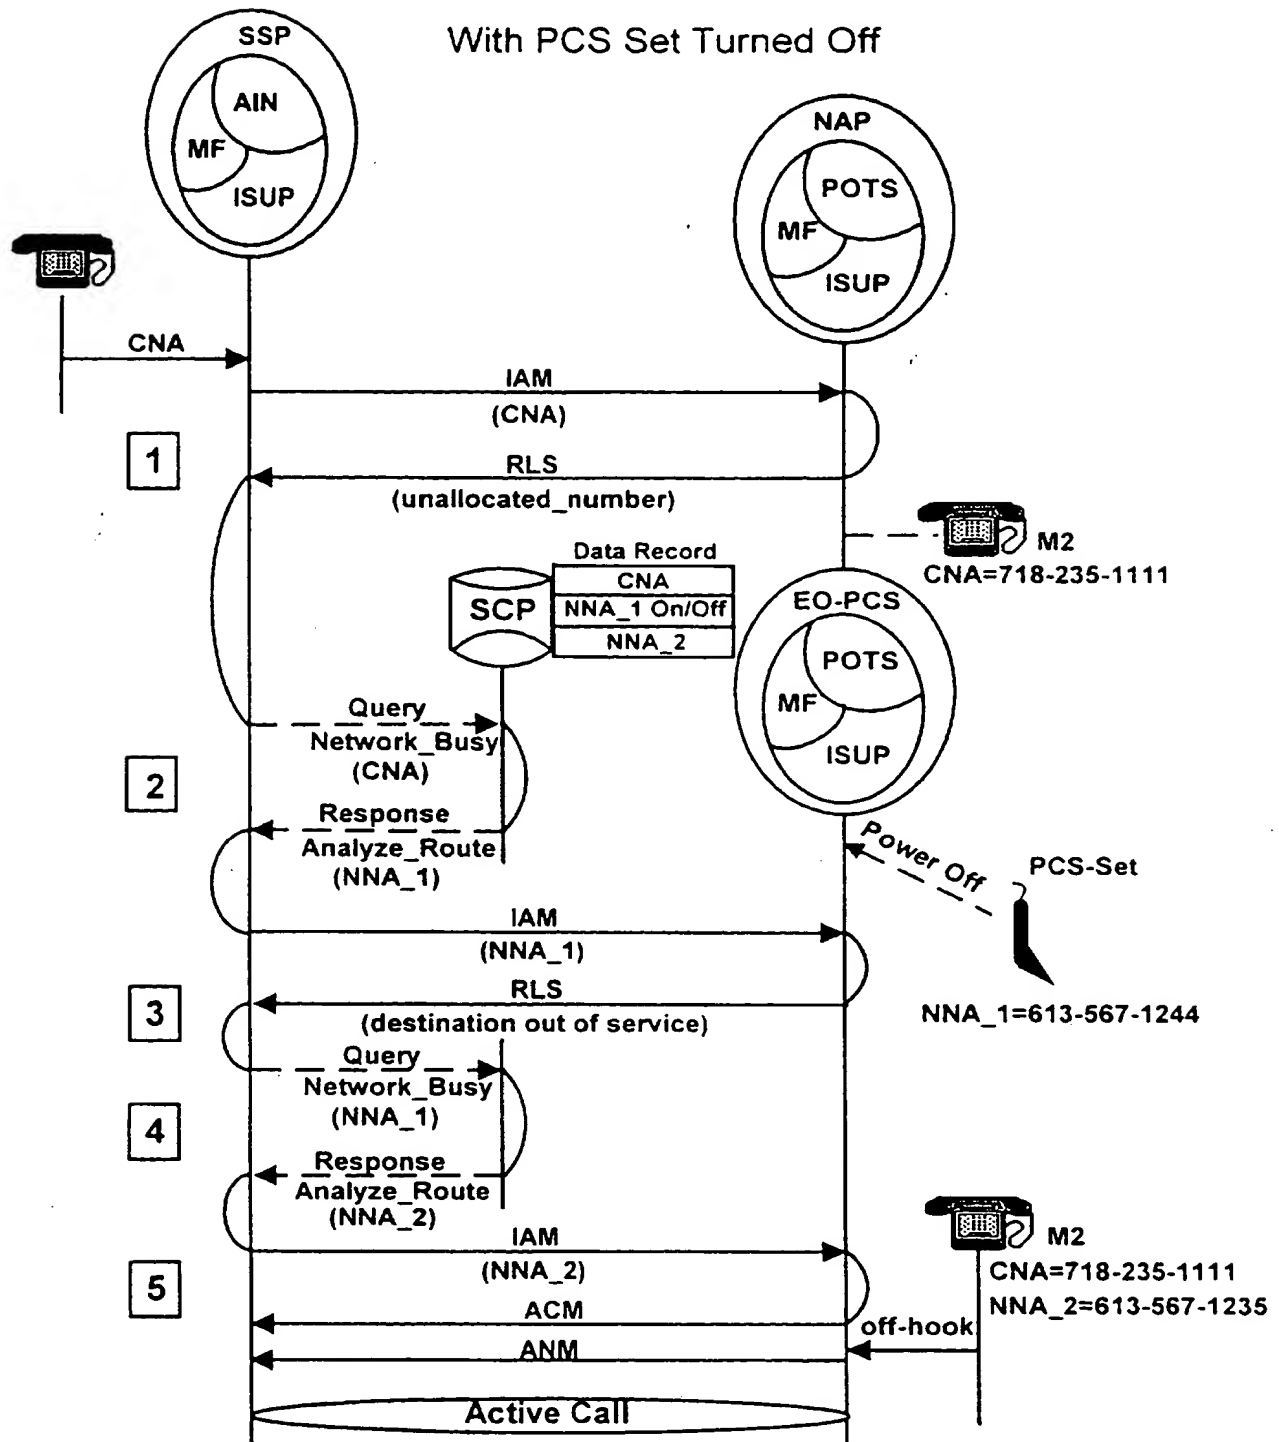 With PCS Set Turned Off
SSP
AIN
MF
ISUP
NAP
POTS
MF
ISUP
CNA
IAM
(CNA)
1
RLS
(unallocated_number)
M2
CNA=718-235-1111
Data Record
CNA
NNA_1 On/Off
NNA_2
SCP
EO-PCS
POTS
MF
ISUP
Query
Network_Busy
(CNA)
2
Response
Analyze_Route
(NNA_1)
Power Off
PCS-Set
NNA_1=613-567-1244
IAM
(NNA_1)
3
RLS
(destination out of service)
Query
Network_Busy
(NNA_1)
4
Response
Analyze_Route
(NNA_2)
IAM
(NNA_2)
M2
CNA=718-235-1111
NNA_2=613-567-1235
5
ACM
off-hook
ANM
Active Call